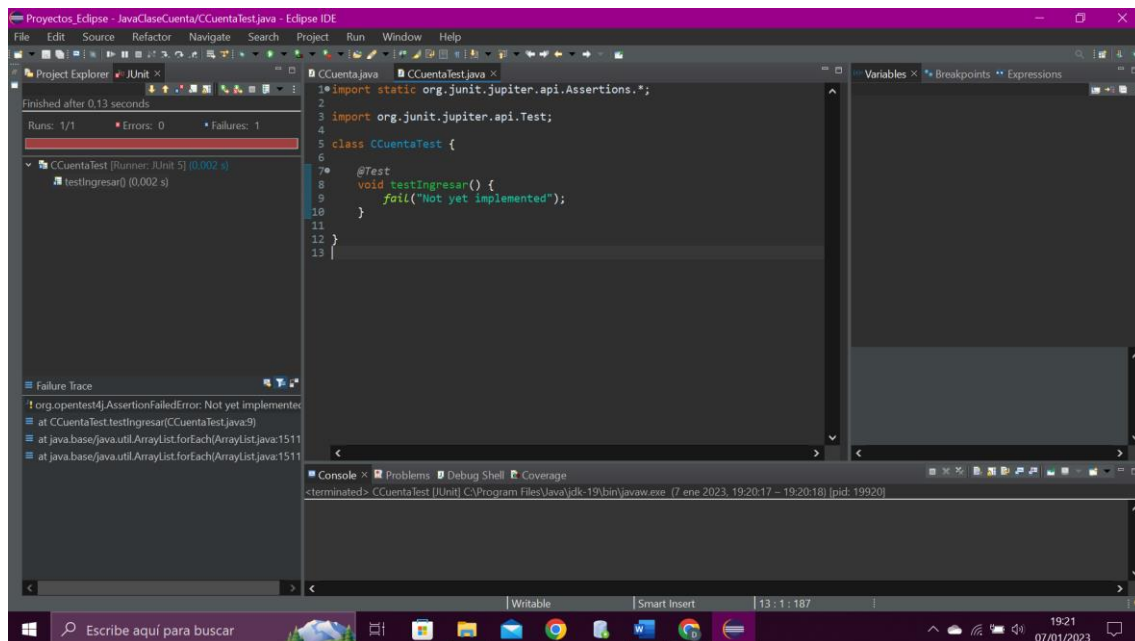 Proyectos_Eclipse - JavaClaseCuenta/CCuentaTest.java - Eclipse IDE
File Edit Source Refactor Navigate Search Project Run Window Help
Project Explorer JUnit
Finished after 0,13 seconds
Runs: 1/1 Errors: 0 Failures: 1
CCuentaTest [Runner: JUnit 5] (0,002 s)
testIngresar() (0,002 s)
Failure Trace
org.opentest4j.AssertionFailedError: Not yet implemented
at CCuentaTest.testIngresar(CCuentaTest.java:9)
at java.base/java.util.ArrayList.forEach(ArrayList.java:1511
at java.base/java.util.ArrayList.forEach(ArrayList.java:1511
CCuenta.java CCuentaTest.java
1 import static org.junit.jupiter.api.Assertions.*;
2
3 import org.junit.jupiter.api.Test;
4
5 class CCuentaTest {
6
7 @Test
8 void testIngresar() {
9 fail("Not yet implemented");
10 }
11
12 }
13
Variables Breakpoints Expressions
Console Problems Debug Shell Coverage
<terminated> CCuentaTest [JUnit] C:\Program Files\Java\jdk-19\bin\javaw.exe (7 ene 2023, 19:20:17 – 19:20:18) [pid: 19920]
Writable Smart Insert 13 : 1 : 187
Escribe aquí para buscar
19:21
07/01/2023